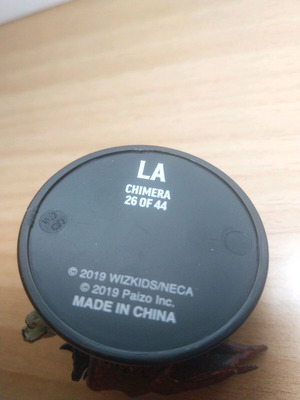 LA
CHIMERA
26 OF 44
© 2019 WIZKIDS/NECA
© 2019 Paizo Inc.
MADE IN CHINA